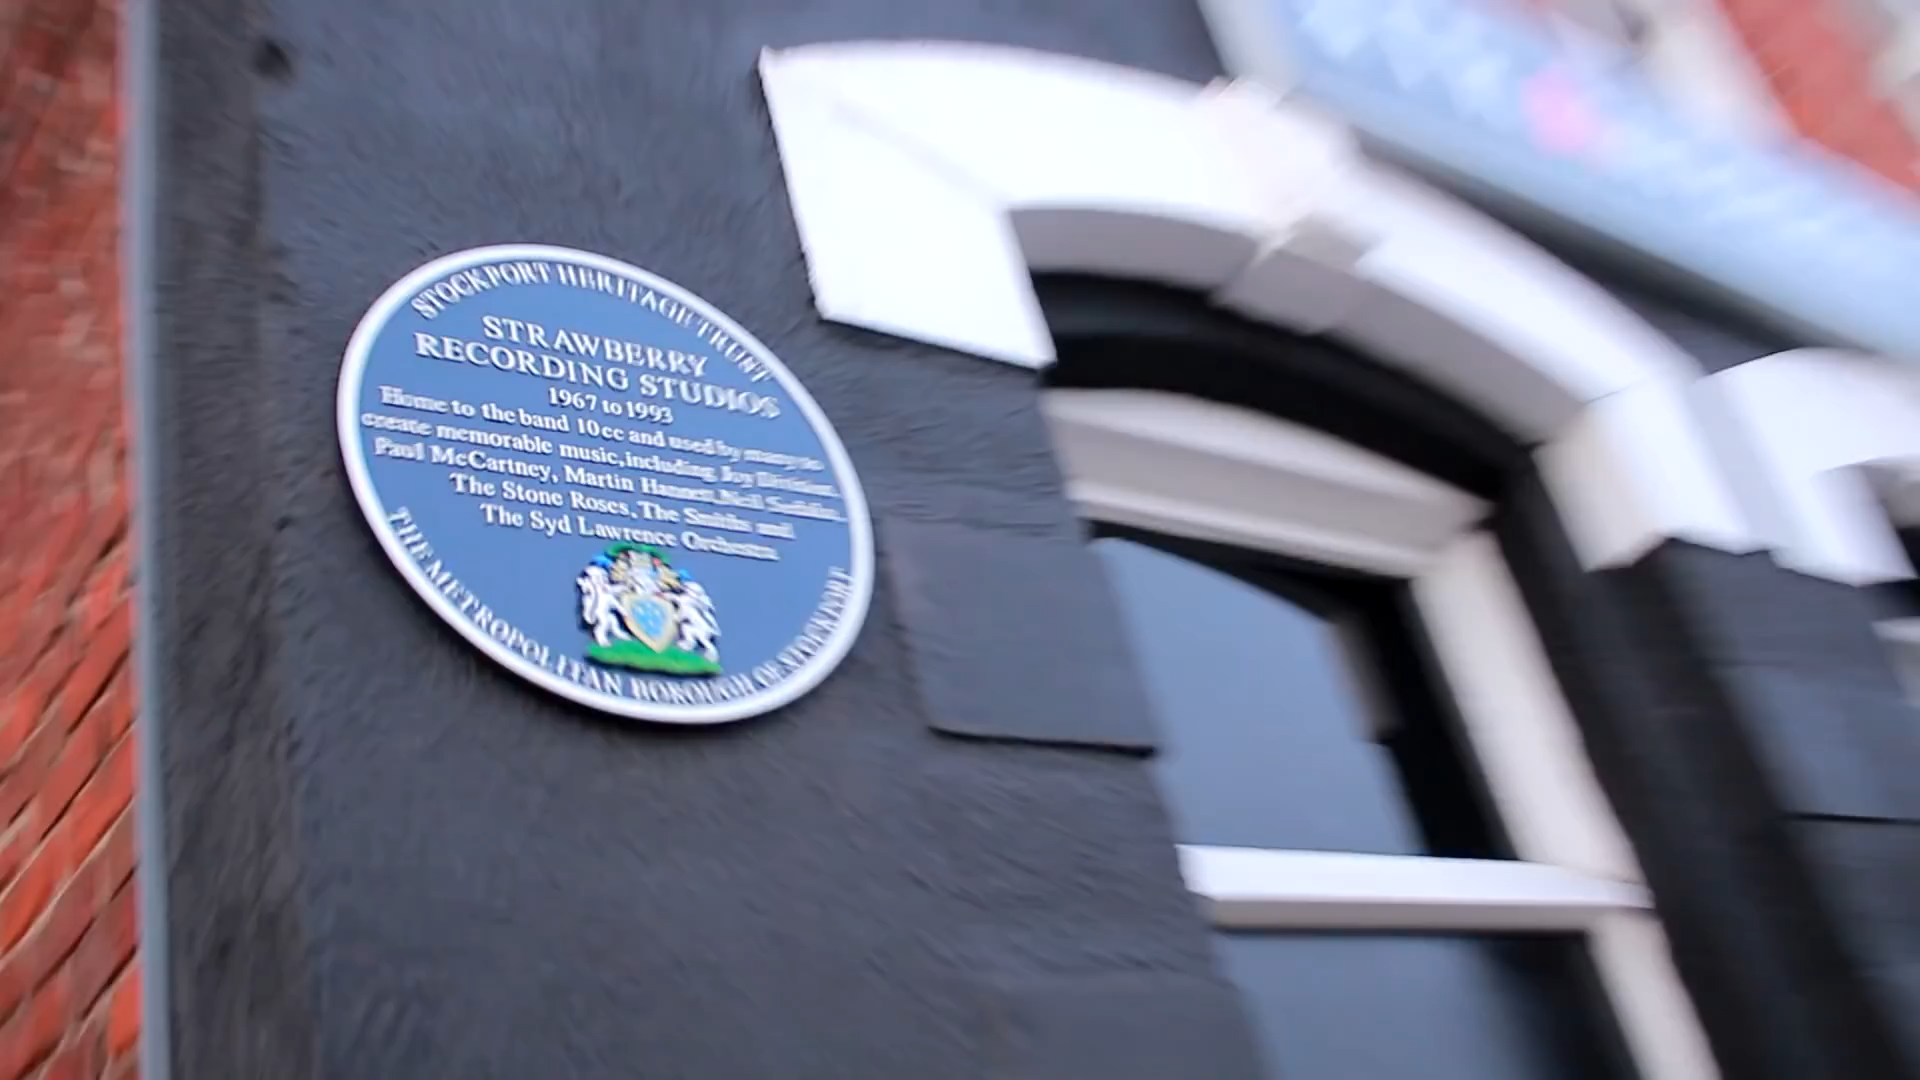 STOCKPORT HERITAGE TRUST
STRAWBERRY
RECORDING STUDIOS
1967 to 1993
Home to the band 10cc and used by many to
create memorable music, including Joy Division,
Paul McCartney, Martin Hannett, Neil Sedaka,
The Stone Roses, The Smiths and
The Syd Lawrence Orchestra
THE METROPOLITAN BOROUGH OF STOCKPORT